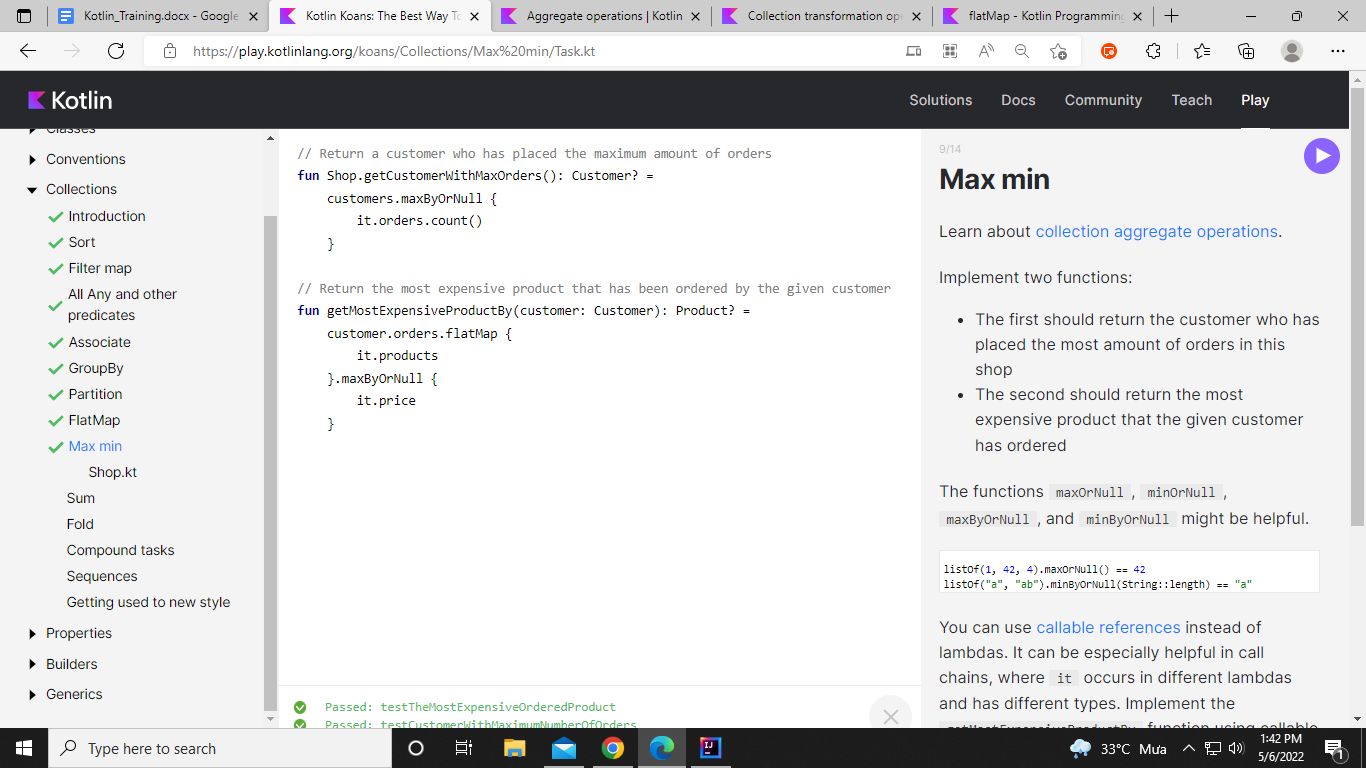 Kotlin_Training.docx - Google
Kotlin Koans: The Best Way To
Aggregate operations | Kotlin
Collection transformation ope
flatMap - Kotlin Programming
https://play.kotlinlang.org/koans/Collections/Max%20min/Task.kt
Kotlin
Solutions
Docs
Community
Teach
Play
Classes
Conventions
Collections
Introduction
Sort
Filter map
All Any and other
predicates
Associate
GroupBy
Partition
FlatMap
Max min
Shop.kt
Sum
Fold
Compound tasks
Sequences
Getting used to new style
Properties
Builders
Generics
// Return a customer who has placed the maximum amount of orders
fun Shop.getCustomerWithMaxOrders(): Customer? =
customers.maxByOrNull {
it.orders.count()
}
// Return the most expensive product that has been ordered by the given customer
fun getMostExpensiveProductBy(customer: Customer): Product? =
customer.orders.flatMap {
it.products
}.maxByOrNull {
it.price
}
Passed: testTheMostExpensiveOrderedProduct
Passed: testCustomerWithMaximumNumberOfOrders
9/14
Max min
Learn about collection aggregate operations.
Implement two functions:
• The first should return the customer who has
placed the most amount of orders in this
shop
• The second should return the most
expensive product that the given customer
has ordered
The functions maxOrNull , minOrNull ,
maxByOrNull , and minByOrNull might be helpful.
listOf(1, 42, 4).maxOrNull() == 42
listOf("a", "ab").minByOrNull(String::length) == "a"
You can use callable references instead of
lambdas. It can be especially helpful in call
chains, where it occurs in different lambdas
and has different types. Implement the
getMostExpensiveProductBy function using callable
Type here to search
33°C Mưa
1:42 PM
5/6/2022
1